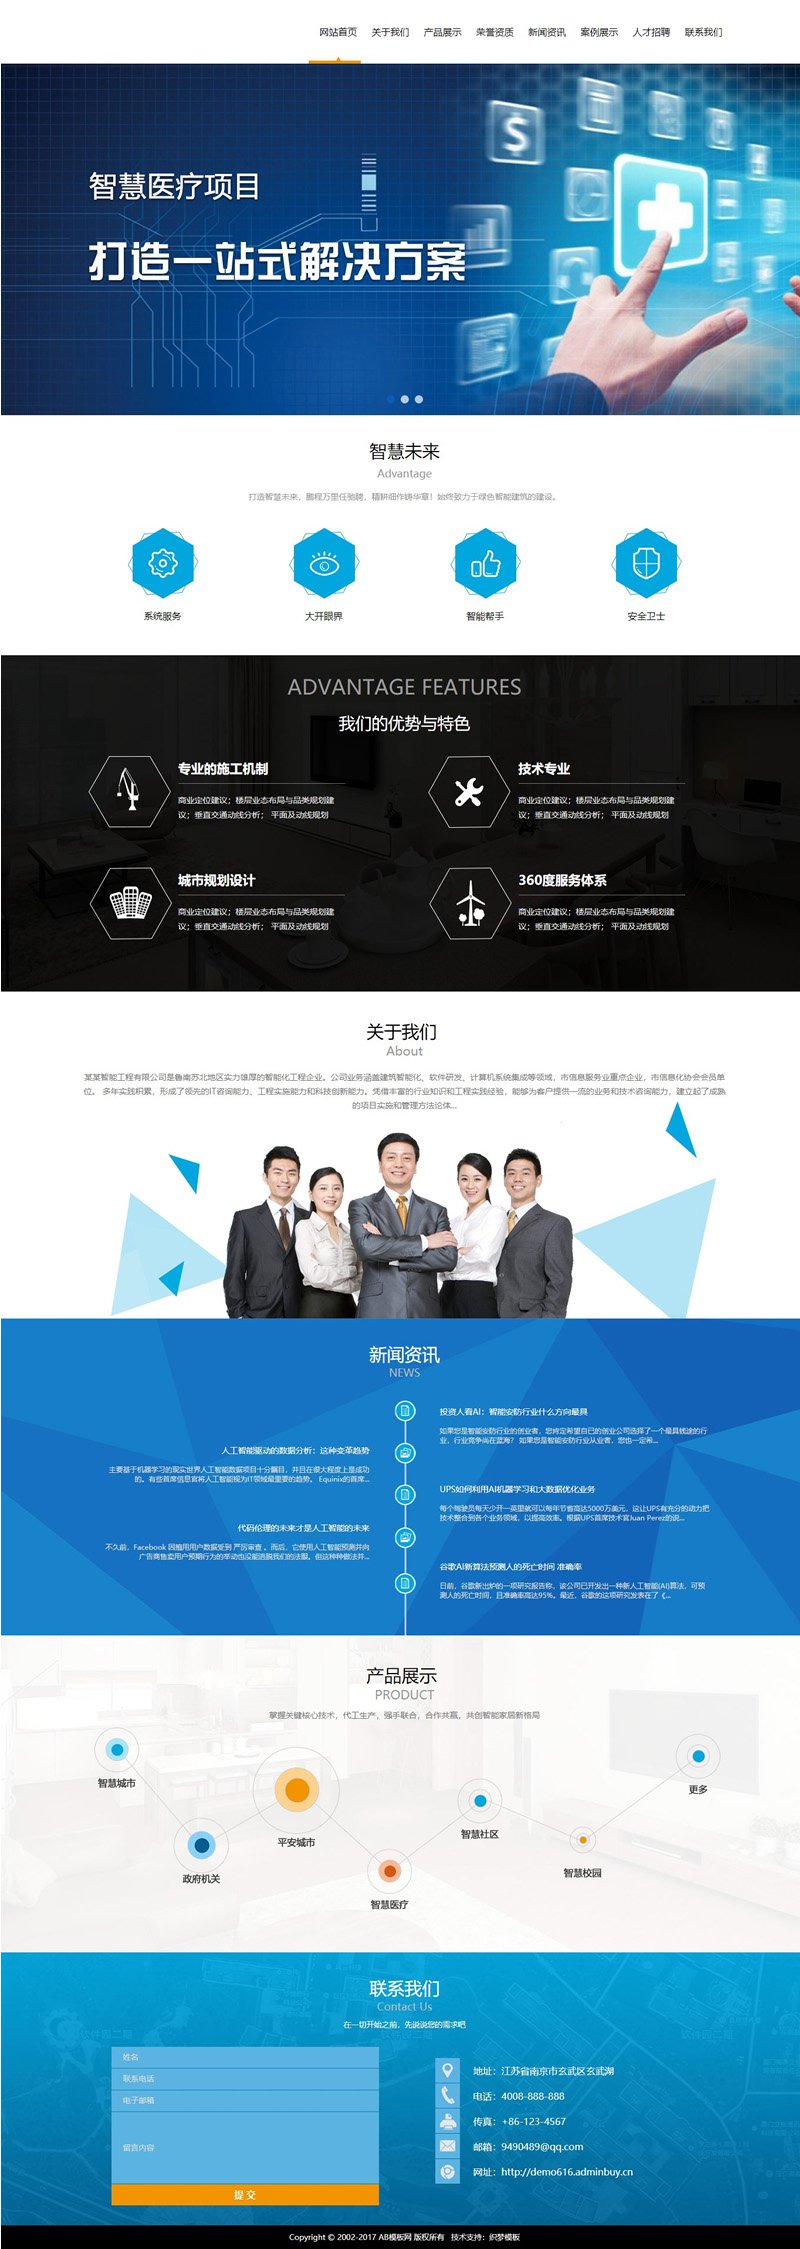 网站首页 关于我们 产品展示 荣誉资质 新闻资讯 案例展示 人才招聘 联系我们
智慧医疗项目
打造一站式解决方案
智慧未来
Advantage
打造智慧未来，鹏程万里任驰骋，精耕细作铸华章！始终致力于绿色智能建筑的建设。
系统服务 大开眼界 智能帮手 安全卫士
ADVANTAGE FEATURES
我们的优势与特色
专业的施工机制
商业定位建议；楼层业态布局与品类规划建
议；垂直交通动线分析； 平面及动线规划
技术专业
商业定位建议；楼层业态布局与品类规划建
议；垂直交通动线分析； 平面及动线规划
城市规划设计
商业定位建议；楼层业态布局与品类规划建
议；垂直交通动线分析； 平面及动线规划
360度服务体系
商业定位建议；楼层业态布局与品类规划建
议；垂直交通动线分析； 平面及动线规划
关于我们
About
某某智能工程有限公司是鲁南苏北地区实力雄厚的智能化工程企业。公司业务涵盖建筑智能化、软件研发、计算机系统集成等领域，市信息服务业重点企业，市信息化协会会员单
位。 多年实践积累，形成了领先的IT咨询能力、工程实施能力和科技创新能力。凭借丰富的行业知识和工程实践经验，能够为客户提供一流的业务和技术咨询能力，建立起了成熟
的项目实施和管理方法论体...
新闻资讯
NEWS
投资人看AI：智能安防行业什么方向最具
如果您是智能安防行业的创业者，您肯定希望自己的创业公司选择了一个最具钱途的行
业，行业竞争尚在蓝海？ 如果您是智能安防行业从业者，您也一定希...
人工智能驱动的数据分析：这种变革趋势
主要基于机器学习的现实世界人工智能数据项目十分瞩目，并且在很大程度上是成功
的。有些首席信息官将人工智能视为IT领域最重要的趋势。 Equinix的首席...
UPS如何利用AI机器学习和大数据优化业务
每个驾驶员每天少开一英里就可以每年节省高达5000万美元，这让UPS有充分的动力把
技术整合到各个业务领域，以提高效率。根据UPS首席技术官Juan Perez的说...
代码伦理的未来才是人工智能的未来
不久前，Facebook 因推用用户数据受到 严厉审查 。而后，它使用人工智能预测并向
广告商售卖用户预期行为的举动也没能逃脱我们的法眼。但这种种做法并...
谷歌AI新算法预测人的死亡时间 准确率
日前，谷歌新出炉的一项研究报告称，该公司已开发出一种新人工智能(AI)算法，可预
测人的死亡时间，且准确率高达95%。最近，谷歌的这项研究发表在了《...
产品展示
PRODUCT
掌握关键核心技术，代工生产，强手联合，合作共赢，共创智能家居新格局
智慧城市
政府机关
平安城市
智慧医疗
智慧社区
智慧校园
更多
联系我们
Contact Us
在一切开始之前，先说说您的需求吧
姓名
联系电话
电子邮箱
留言内容
提 交
地址：江苏省南京市玄武区玄武湖
电话：4008-888-888
传真：+86-123-4567
邮箱：9490489@qq.com
网址：http://demo616.adminbuy.cn
Copyright © 2002-2017 AB模板网 版权所有 技术支持：织梦模板